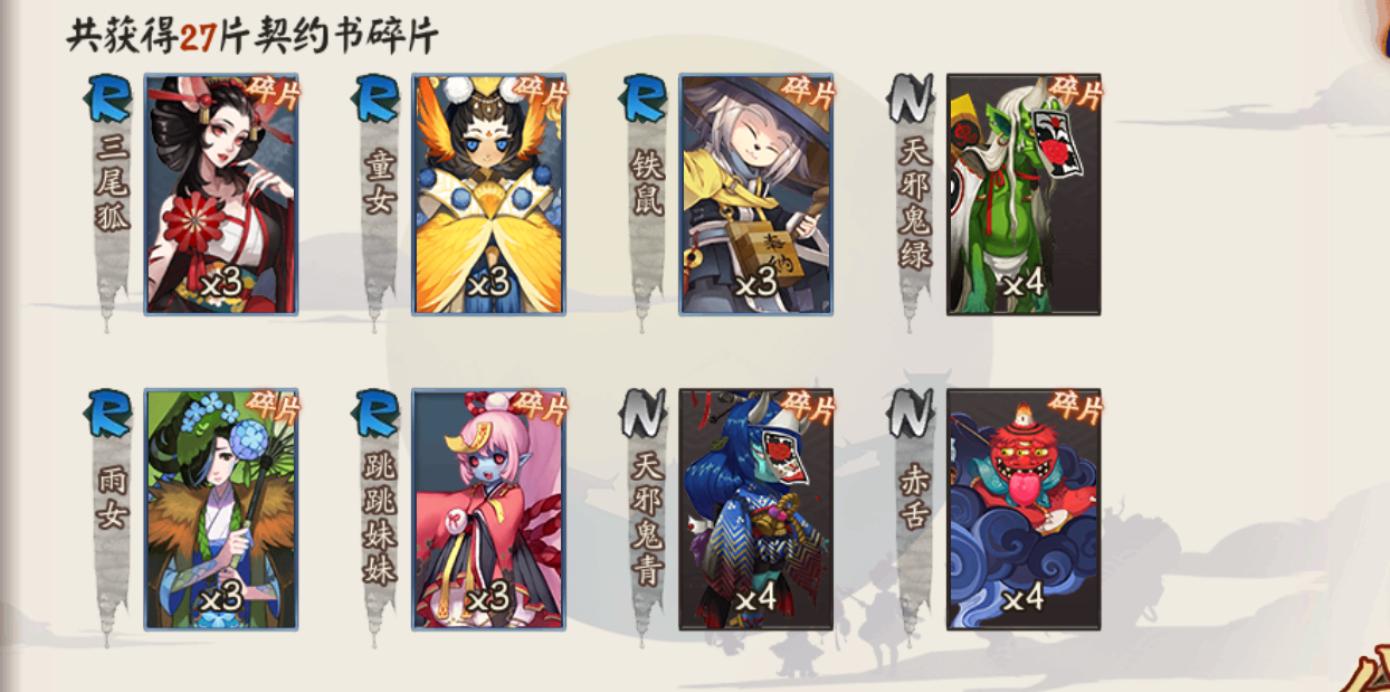 共获得27片契约书碎片
R 三尾狐 碎片 x3
R 童女 碎片 x3
R 铁鼠 碎片 奉纳 x3
N 天邪鬼绿 碎片 x4
R 雨女 碎片 x3
R 跳跳妹妹 碎片 x3
N 天邪鬼青 碎片 x4
N 赤舌 碎片 x4